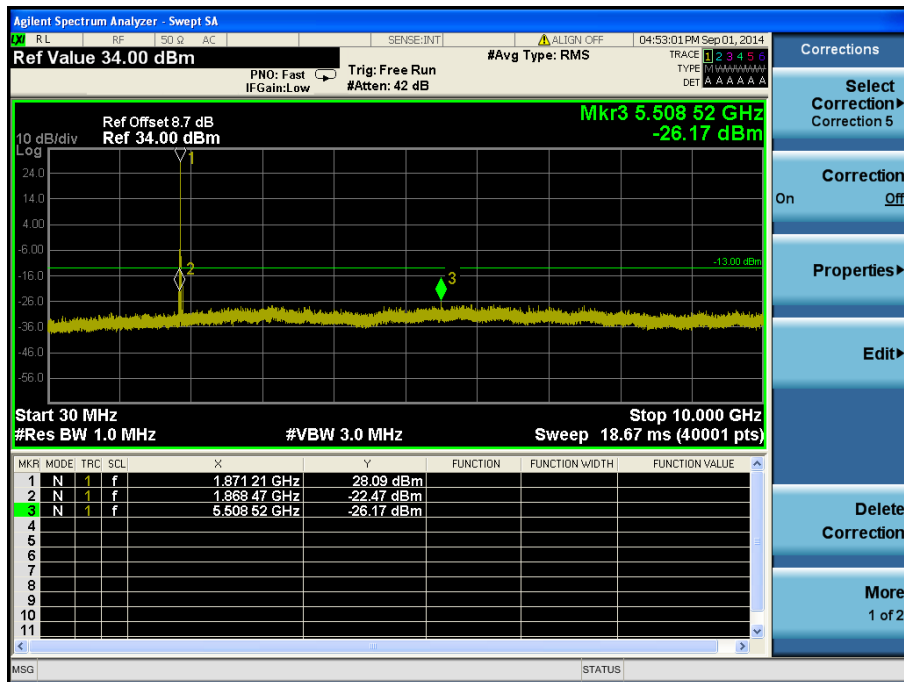 Agilent Spectrum Analyzer - Swept SA
LXI RL RF 50 Ω AC SENSE:INT ALIGN OFF 04:53:01 PM Sep 01, 2014
Ref Value 34.00 dBm #Avg Type: RMS TRACE 1 2 3 4 5 6
PNO: Fast Trig: Free Run TYPE M WWWWW
IFGain:Low #Atten: 42 dB DET A A A A A A
Mkr3 5.508 52 GHz
Ref Offset 8.7 dB
10 dB/div Ref 34.00 dBm -26.17 dBm
Log
1
24.0
14.0
4.00
-6.00
-13.00 dBm
2
-16.0
3
-26.0
-36.0
-46.0
-56.0
Start 30 MHz Stop 10.000 GHz
#Res BW 1.0 MHz #VBW 3.0 MHz Sweep 18.67 ms (40001 pts)
MKR MODE TRC SCL X Y FUNCTION FUNCTION WIDTH FUNCTION VALUE
1 N 1 f 1.871 21 GHz 28.09 dBm
2 N 1 f 1.868 47 GHz -22.47 dBm
3 N 1 f 5.508 52 GHz -26.17 dBm
4
5
6
7
8
9
10
11
MSG STATUS
Corrections
Select
Correction
Correction 5
Correction
On Off
Properties
Edit
Delete
Correction
More
1 of 2